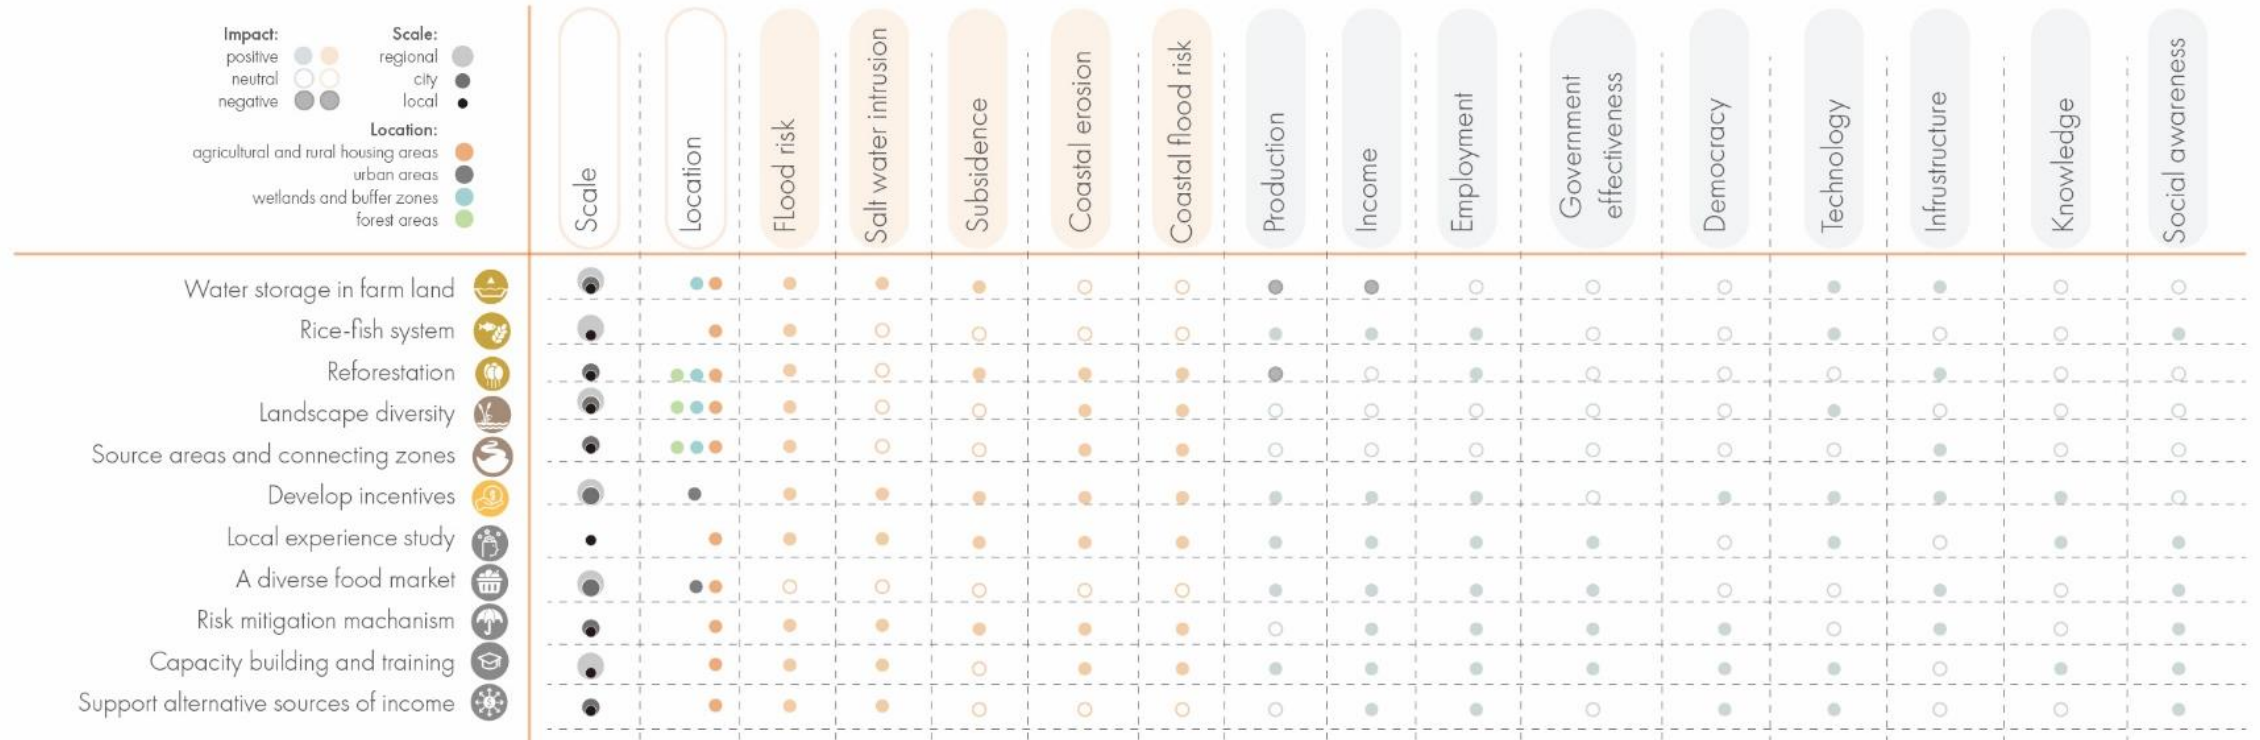 Impact:
positive
neutral
negative
Scale:
regional
city
local
Location:
agricultural and rural housing areas
urban areas
wetlands and buffer zones
forest areas
Scale
Location
FLood risk
Salt water intrusion
Subsidence
Coastal erosion
Coastal flood risk
Production
Income
Employment
Government
effectiveness
Democracy
Technology
Infrustructure
Knowledge
Social awareness
Water storage in farm land
Rice-fish system
Reforestation
Landscape diversity
Source areas and connecting zones
Develop incentives
Local experience study
A diverse food market
Risk mitigation machanism
Capacity building and training
Support alternative sources of income